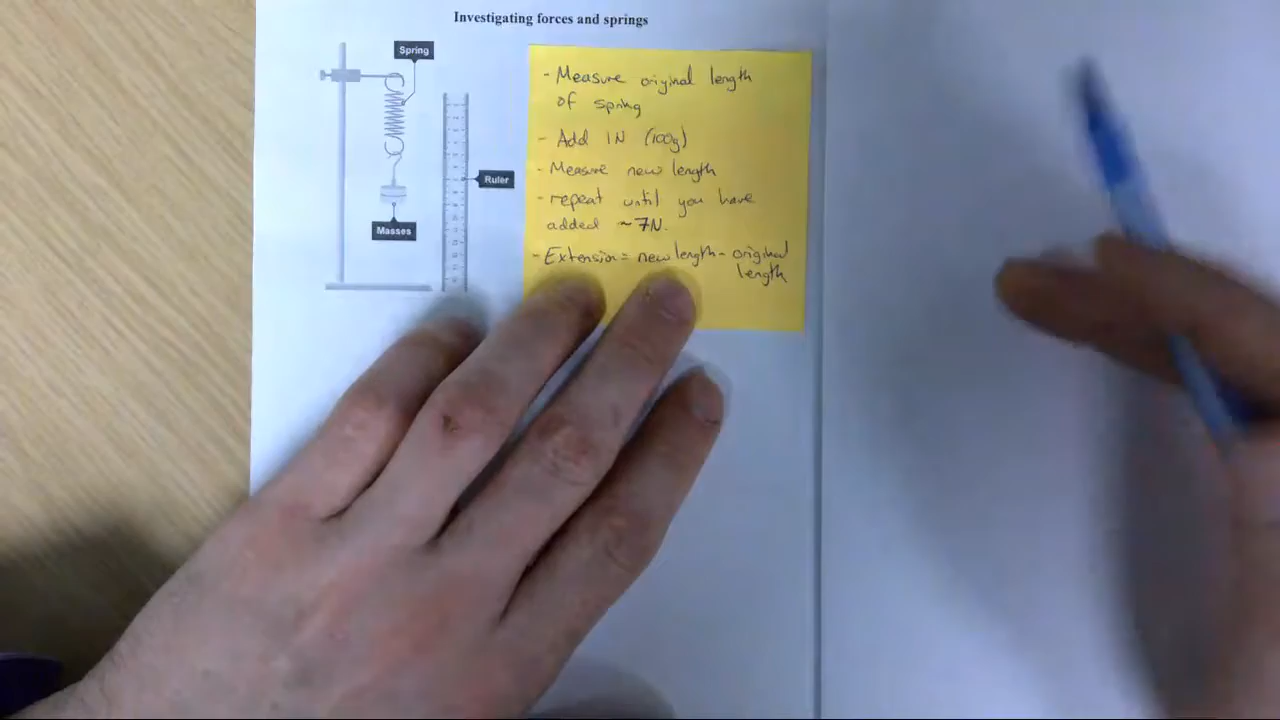 Investigating forces and springs
Spring
Ruler
Masses
- Measure original length
of spring
- Add 1N (100g)
- Measure new length
- repeat until you have
added ~7N.
- Extension = new length - original
length